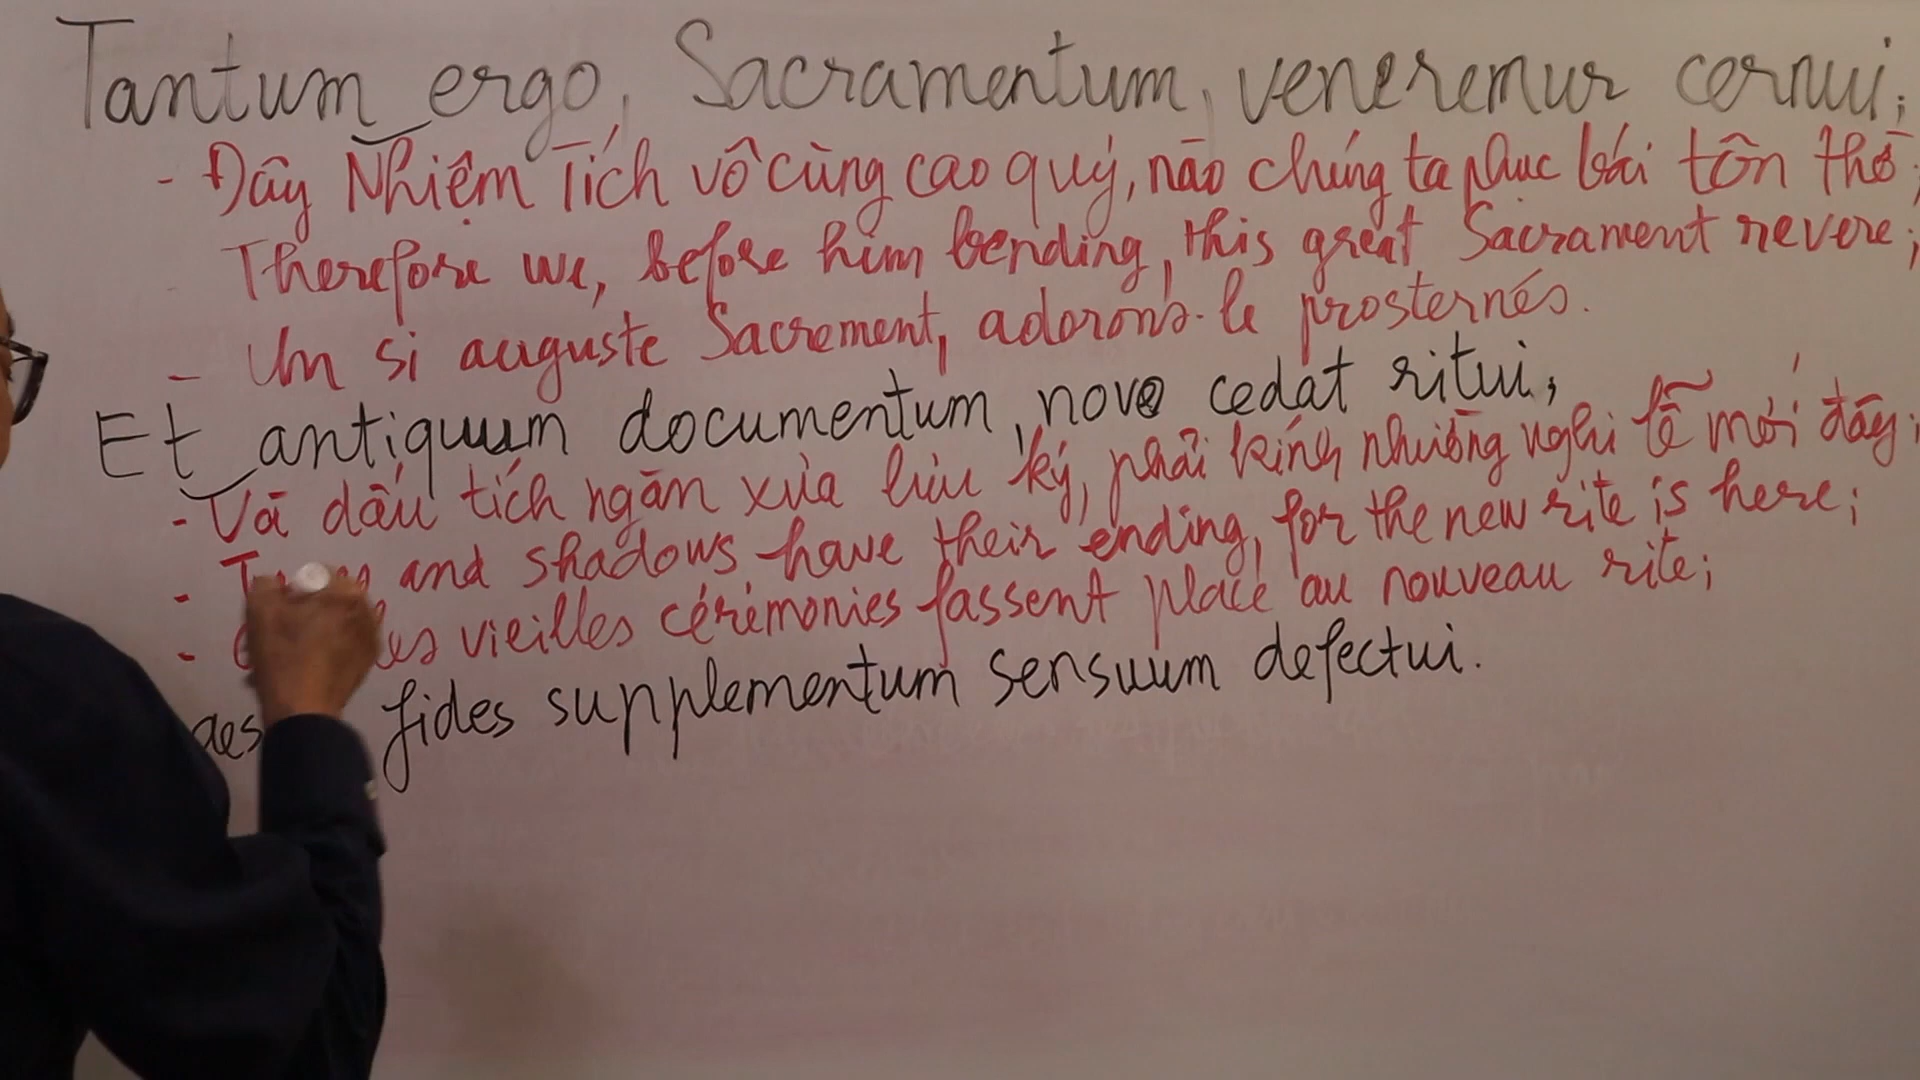 Tantum ergo, Sacramentum, veneremur cernui;
- Đây Nhiệm Tích vô cùng cao quý, nào chúng ta phục bái tôn thờ;
Therefore we, before him bending, this great Sacrament revere;
- Un si auguste Sacrement, adorons-le prosternés.
Et antiquum documentum, novo cedat ritui;
- Và dấu tích ngàn xưa lưu ký, phải kính nhường nghi lễ mới đây;
- and shadows have their ending, for the new rite is here;
- les vieilles cérémonies fassent place au nouveau rite;
fides supplementum sensuum defectui.